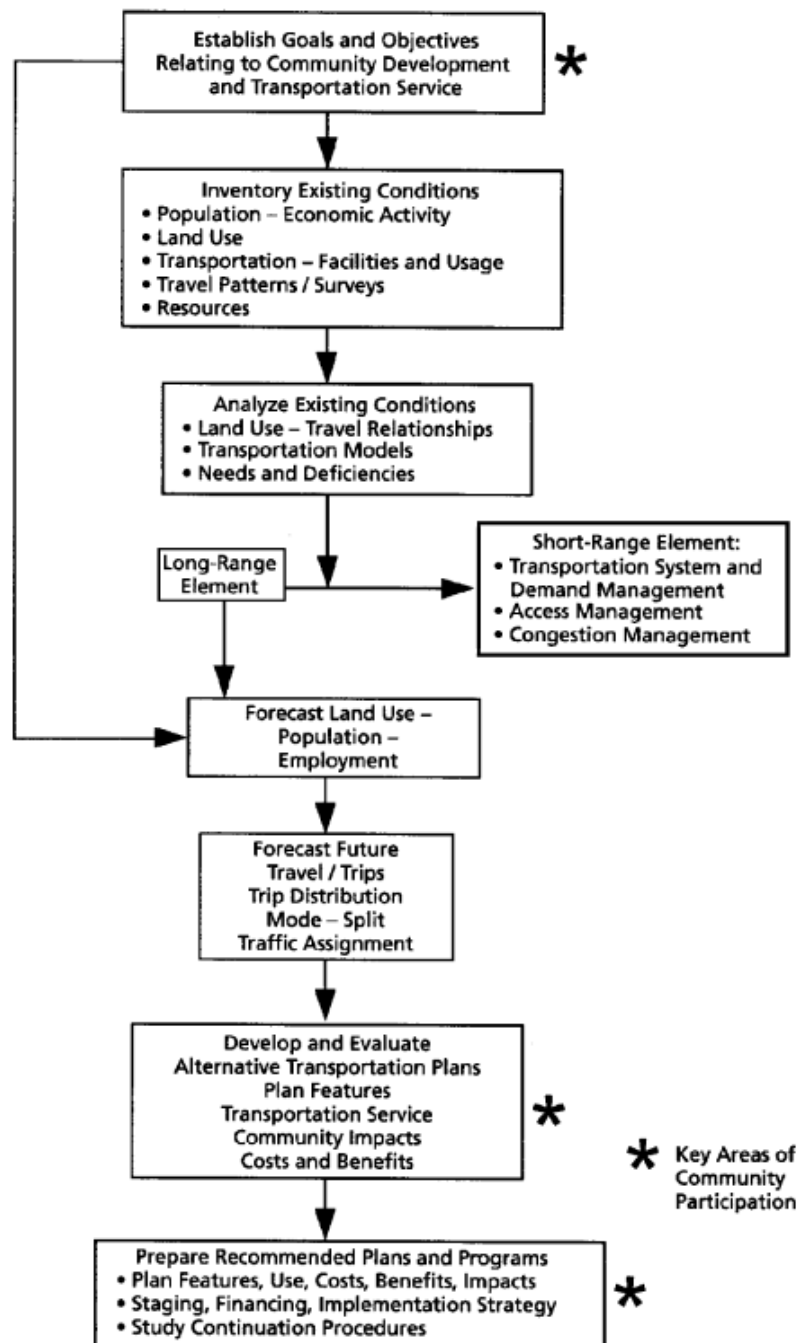 Establish Goals and Objectives
Relating to Community Development
and Transportation Service
*
Inventory Existing Conditions
• Population – Economic Activity
• Land Use
• Transportation – Facilities and Usage
• Travel Patterns / Surveys
• Resources
Analyze Existing Conditions
• Land Use – Travel Relationships
• Transportation Models
• Needs and Deficiencies
Long-Range
Element
Short-Range Element:
• Transportation System and
Demand Management
• Access Management
• Congestion Management
Forecast Land Use –
Population –
Employment
Forecast Future
Travel / Trips
Trip Distribution
Mode – Split
Traffic Assignment
Develop and Evaluate
Alternative Transportation Plans
Plan Features
Transportation Service
Community Impacts
Costs and Benefits
*
* Key Areas of
Community
Participation
Prepare Recommended Plans and Programs
• Plan Features, Use, Costs, Benefits, Impacts
• Staging, Financing, Implementation Strategy
• Study Continuation Procedures
*